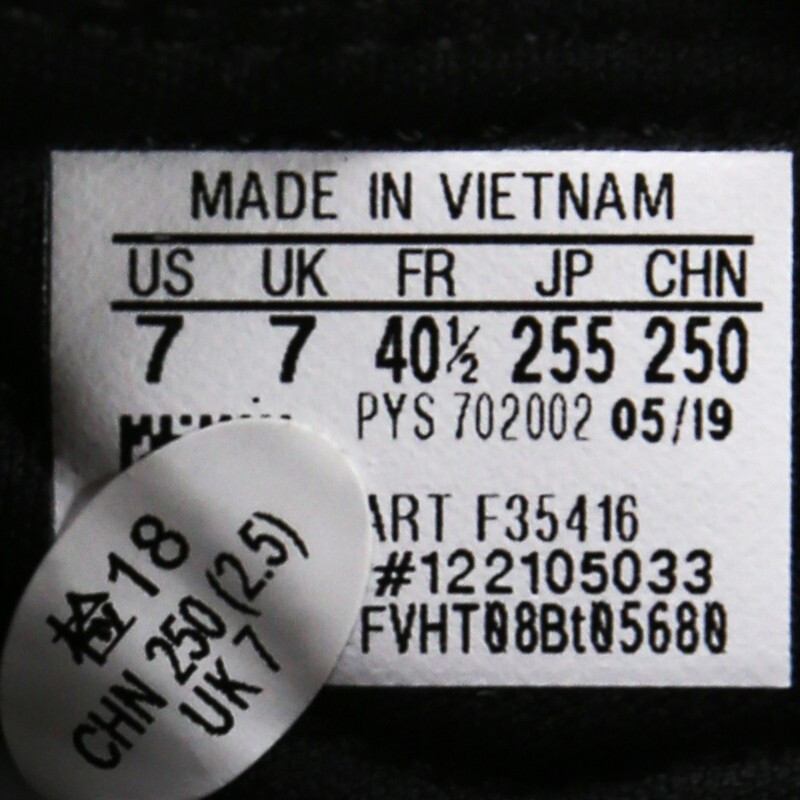 MADE IN VIETNAM
US UK FR JP CHN
7 7 40½ 255 250
PYS 702002 05/19
ART F35416
#122105033
FVHT08Bt05680
检18
CHN 250 (2.5)
UK 7